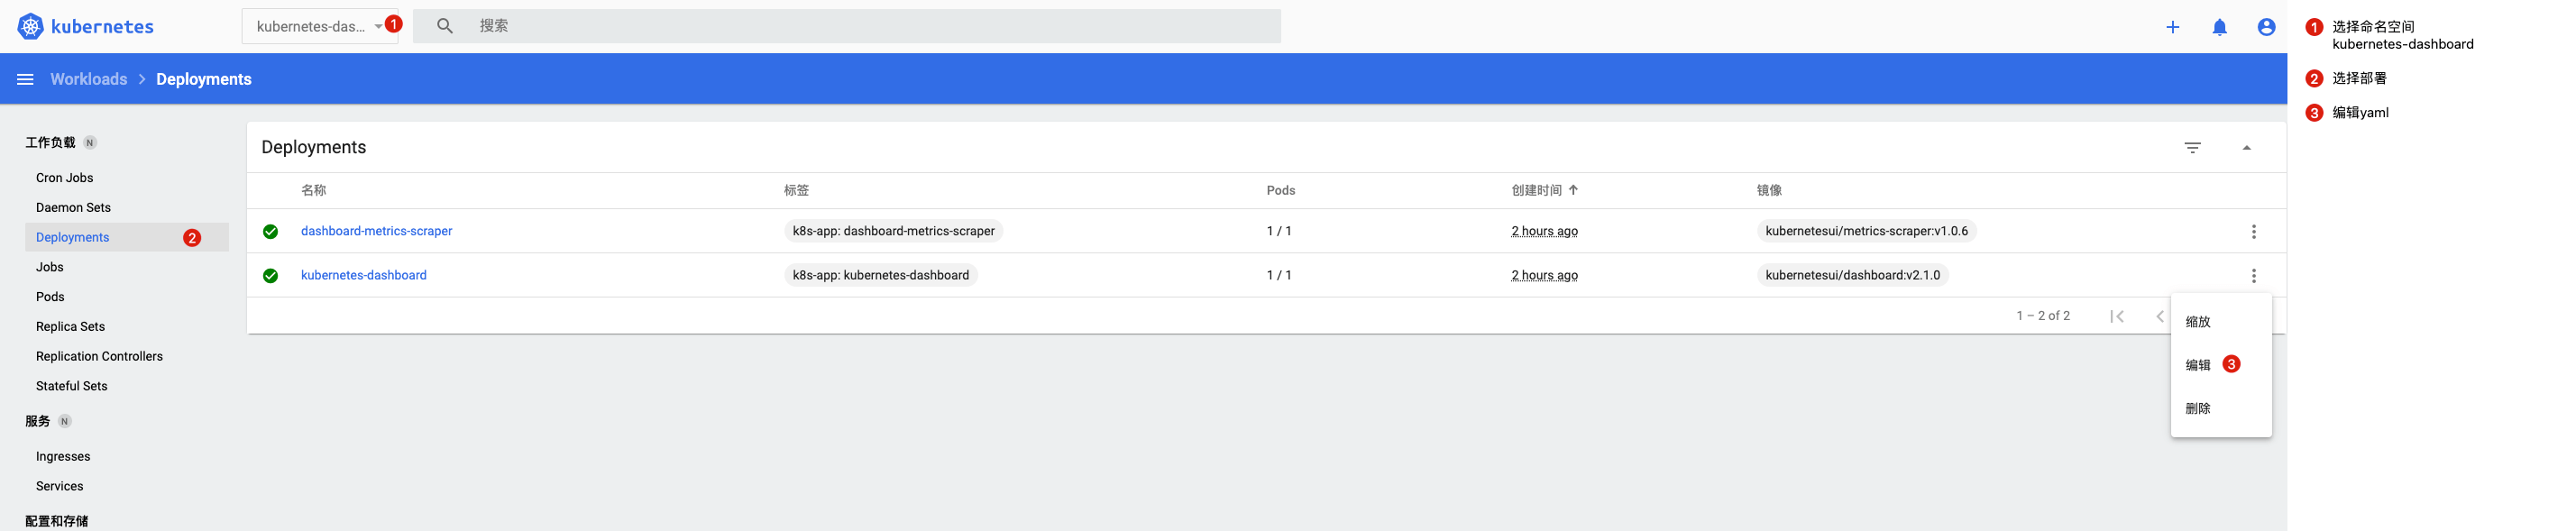 kubernetes
kubernetes-das... 1
搜索
Workloads > Deployments
工作负载 N
Cron Jobs
Daemon Sets
Deployments 2
Jobs
Pods
Replica Sets
Replication Controllers
Stateful Sets
服务 N
Ingresses
Services
配置和存储
Deployments
名称 标签 Pods 创建时间 ↑ 镜像
dashboard-metrics-scraper k8s-app: dashboard-metrics-scraper 1 / 1 2 hours ago kubernetesui/metrics-scraper:v1.0.6
kubernetes-dashboard k8s-app: kubernetes-dashboard 1 / 1 2 hours ago kubernetesui/dashboard:v2.1.0
1 – 2 of 2
缩放
编辑 3
删除
1 选择命名空间
kubernetes-dashboard
2 选择部署
3 编辑yaml